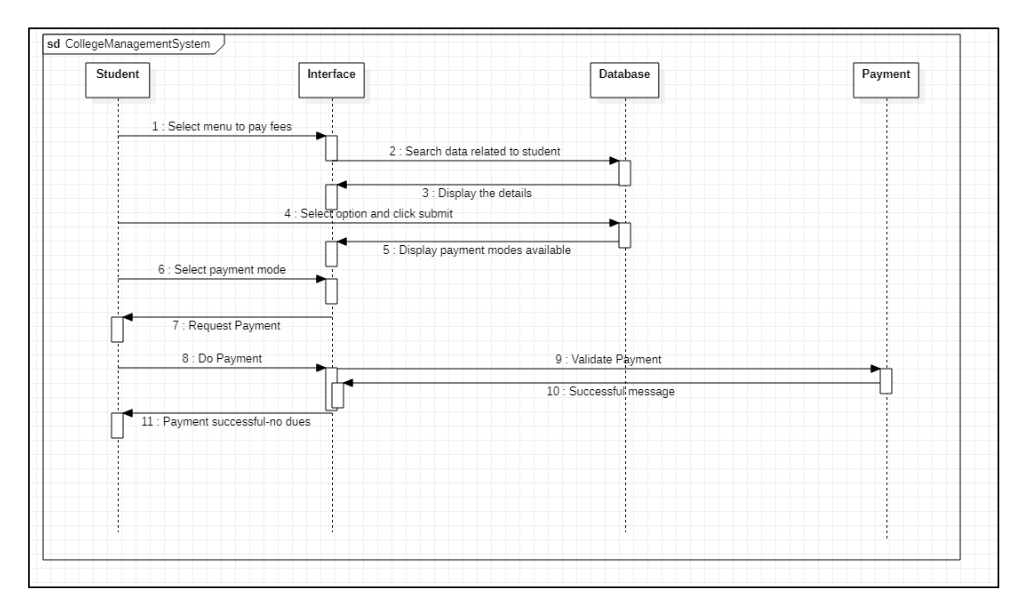 sd CollegeManagementSystem
Student
Interface
Database
Payment
1 : Select menu to pay fees
2 : Search data related to student
3 : Display the details
4 : Select option and click submit
5 : Display payment modes available
6 : Select payment mode
7 : Request Payment
8 : Do Payment
9 : Validate Payment
10 : Successful message
11 : Payment successful-no dues